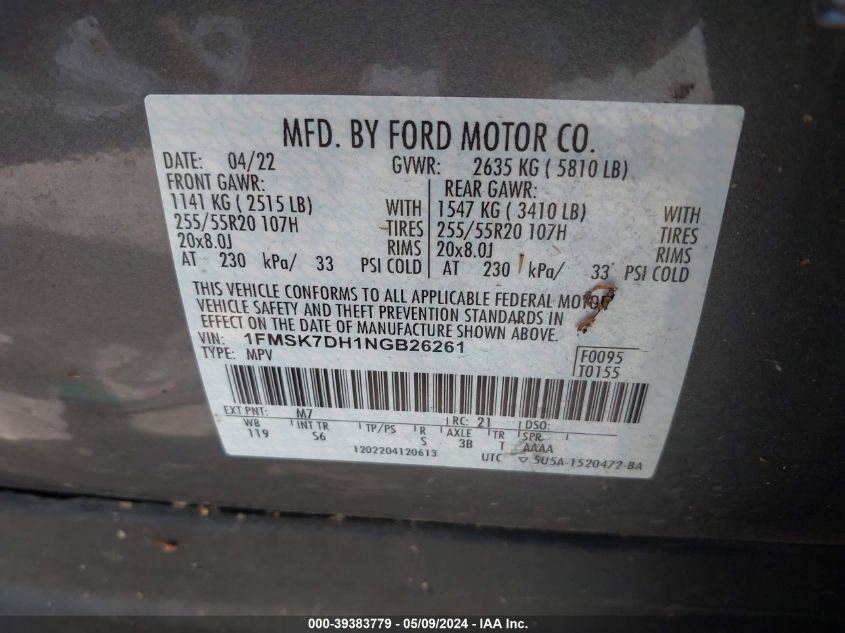 MFD. BY FORD MOTOR CO.
DATE: 04/22 GVWR: 2635 KG ( 5810 LB)
FRONT GAWR: REAR GAWR:
1141 KG ( 2515 LB) WITH 1547 KG ( 3410 LB) WITH
255/55R20 107H TIRES 255/55R20 107H TIRES
20x8.0J RIMS 20x8.0J RIMS
AT 230 kPa/ 33 PSI COLD AT 230 kPa/ 33 PSI COLD
THIS VEHICLE CONFORMS TO ALL APPLICABLE FEDERAL MOTOR
VEHICLE SAFETY AND THEFT PREVENTION STANDARDS IN
EFFECT ON THE DATE OF MANUFACTURE SHOWN ABOVE.
VIN: 1FMSK7DH1NGB26261
TYPE: MPV
F0095
T0155
EXT PNT: M7 RC: 21 DSO:
WB INT TR TP/PS R AXLE TR SPR
119 S6 S 3B T AAAA
1202204120613 UTC ▽ 5U5A-1520472-BA
000-39383779 - 05/09/2024 - IAA Inc.